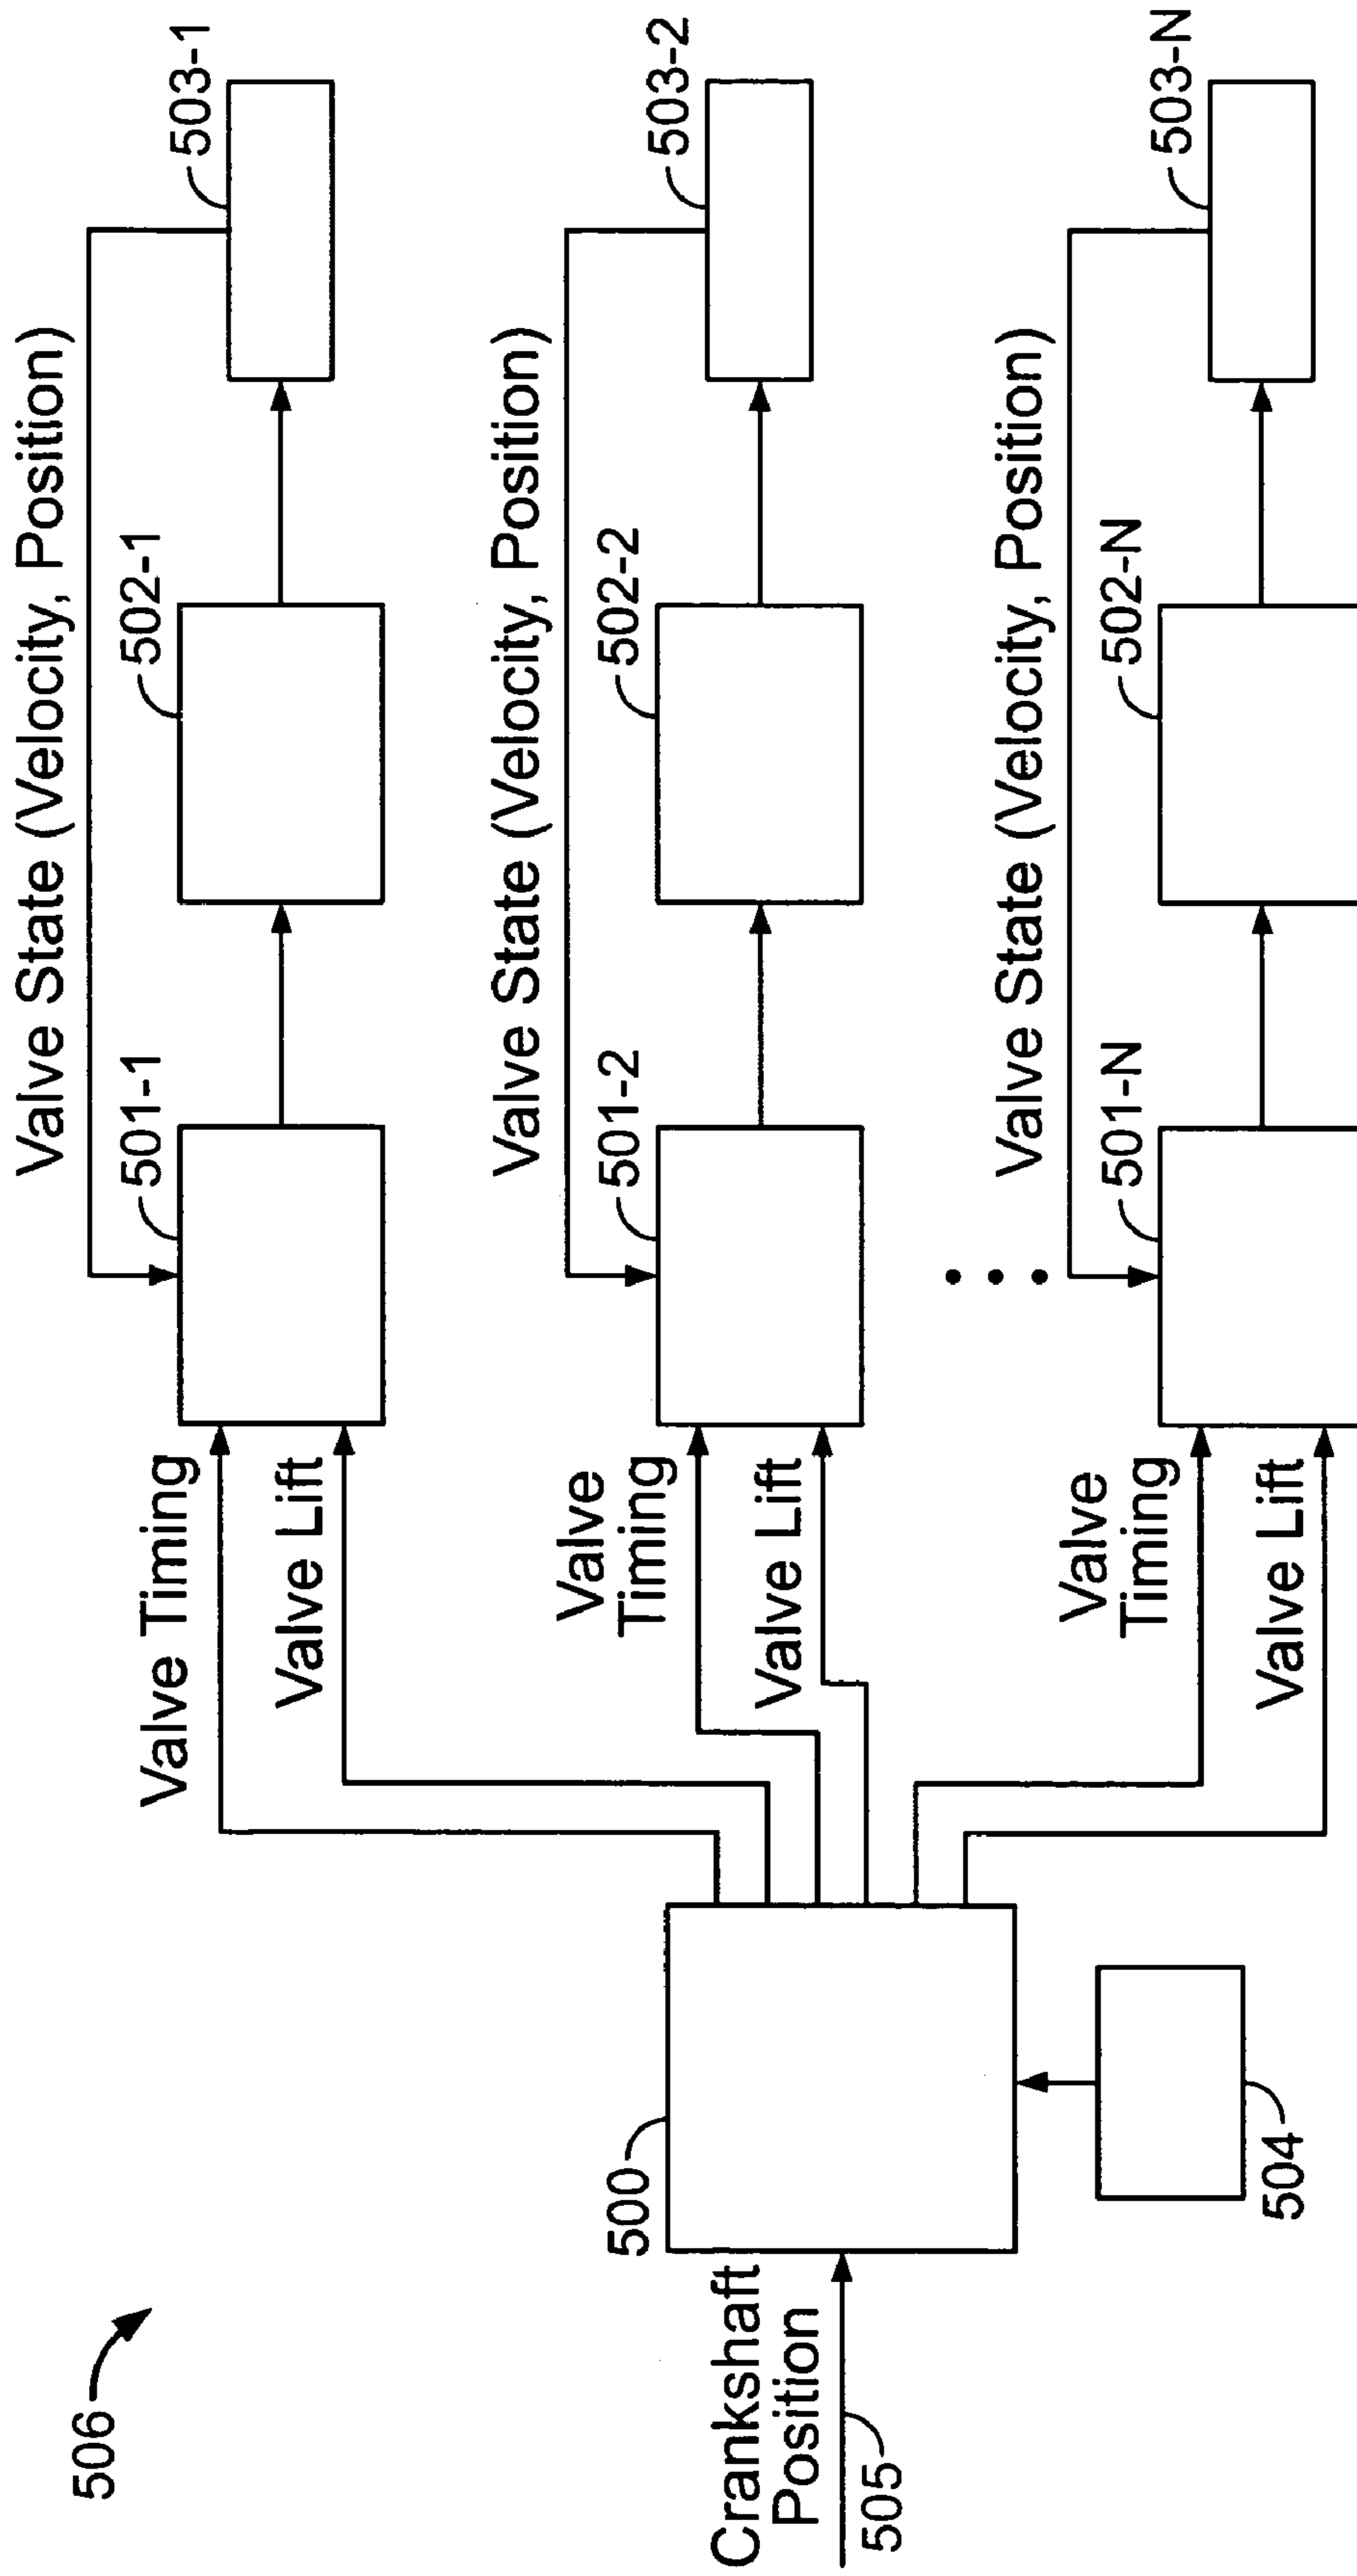 506
Crankshaft
Position
505
500
504
Valve Timing
Valve Lift
Valve State (Velocity, Position)
501-1
502-1
503-1
Valve
Timing
Valve Lift
Valve State (Velocity, Position)
501-2
502-2
503-2
Valve
Timing
Valve Lift
Valve State (Velocity, Position)
501-N
502-N
503-N